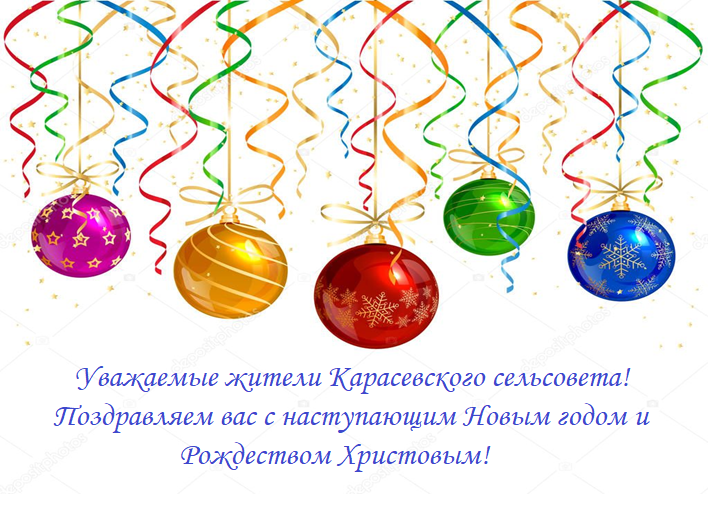 Уважаемые жители Карасевского сельсовета!
Поздравляем вас с наступающим Новым годом и
Рождеством Христовым!